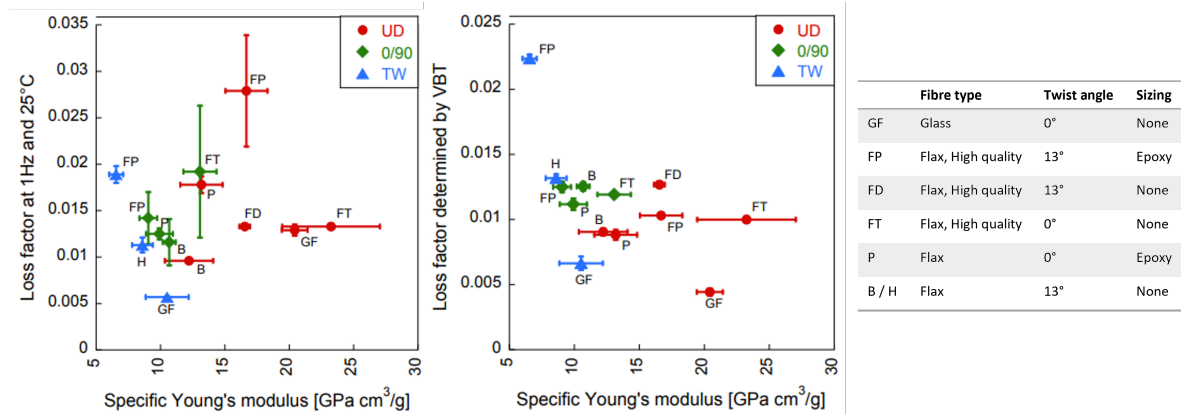 0.035
0.03
0.025
0.02
0.015
0.01
0.005
0
Loss factor at 1Hz and 25°C
UD
0/90
TW
FP
FP
FT
P
FP
P
FD
FT
GF
H
B
B
GF
5 10 15 20 25 30
Specific Young's modulus [GPa cm³/g]
0.025
0.02
0.015
0.01
0.005
0
Loss factor determined by VBT
UD
0/90
TW
FP
H
FD
B
FT
FP
P
B
FP
FT
P
GF
GF
5 10 15 20 25 30
Specific Young's modulus [GPa cm³/g]
Fibre type Twist angle Sizing
GF Glass 0° None
FP Flax, High quality 13° Epoxy
FD Flax, High quality 13° None
FT Flax, High quality 0° None
P Flax 0° Epoxy
B / H Flax 13° None